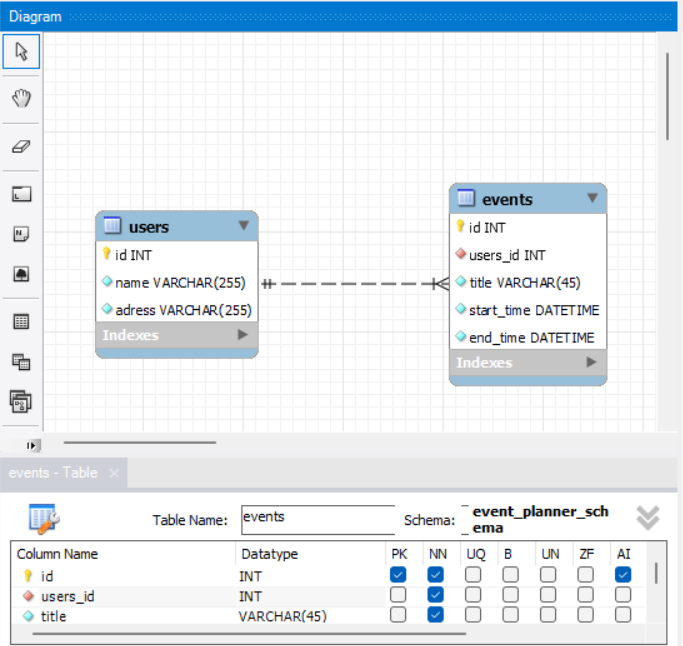 Diagram
users
id INT
name VARCHAR(255)
adress VARCHAR(255)
Indexes
events
id INT
users_id INT
title VARCHAR(45)
start_time DATETIME
end_time DATETIME
Indexes
events - Table
Table Name: events Schema: event_planner_sch
ema
Column Name Datatype PK NN UQ B UN ZF AI
id INT
users_id INT
title VARCHAR(45)